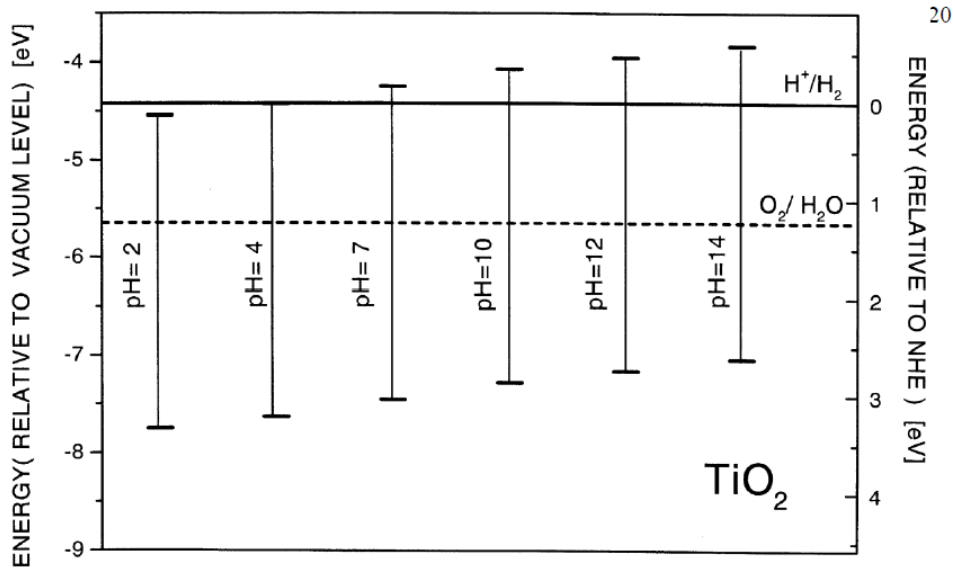 20
ENERGY( RELATIVE TO VACUUM LEVEL) [eV]
-4
-5
-6
-7
-8
-9
pH= 2
pH= 4
pH= 7
pH=10
pH=12
pH=14
H⁺/H₂
O₂/ H₂O
TiO₂
0
1
2
3
4
ENERGY (RELATIVE TO NHE ) [eV]